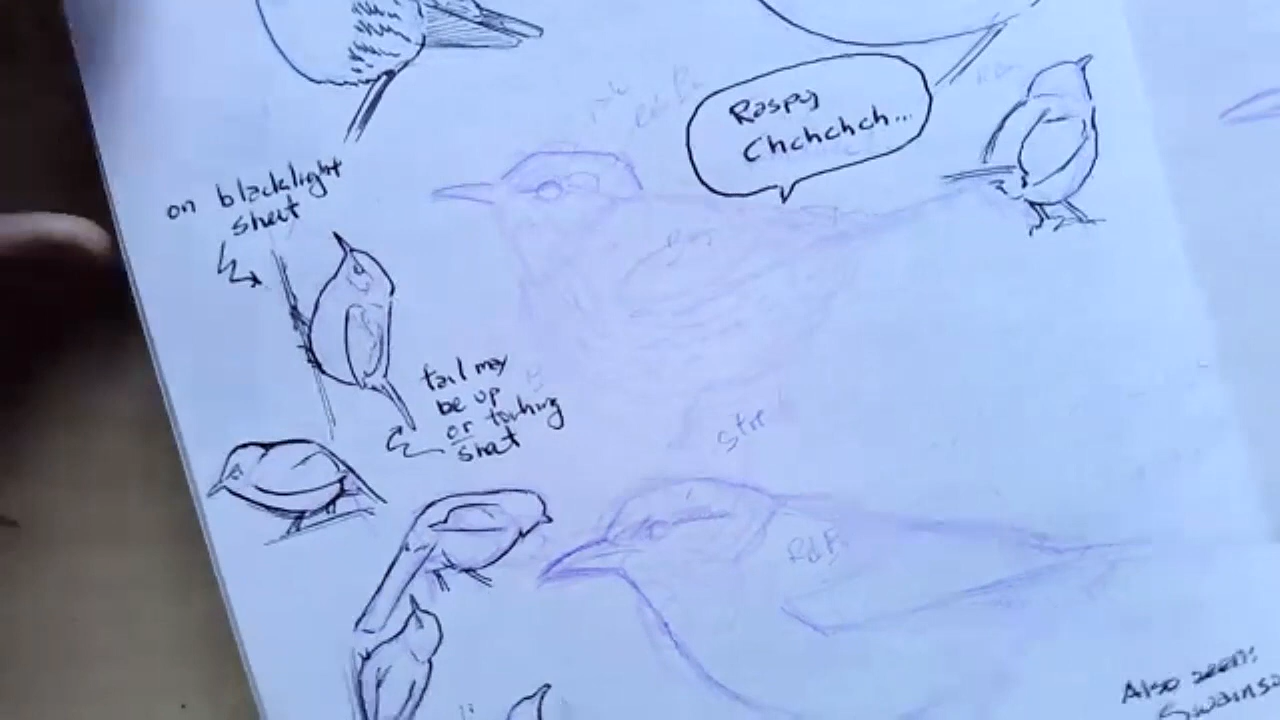 Raspy
Chchchch...
on blacklight
sheet
tail may
be up
or touching
sheet
Also seen: